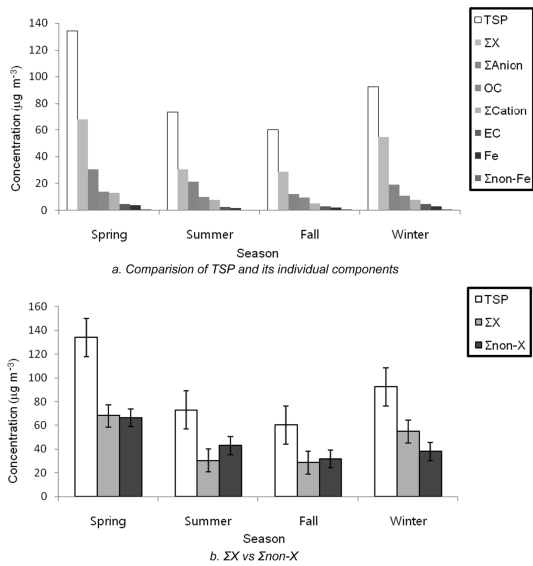 140
120
100
80
60
40
20
0
Concentration (µg m⁻³)
Spring Summer Fall Winter
Season
TSP
ΣX
ΣAnion
OC
ΣCation
EC
Fe
Σnon-Fe
a. Comparision of TSP and its individual components
160
140
120
100
80
60
40
20
0
Concentration (µg m⁻³)
Spring Summer Fall Winter
Season
TSP
ΣX
Σnon-X
b. ΣX vs Σnon-X